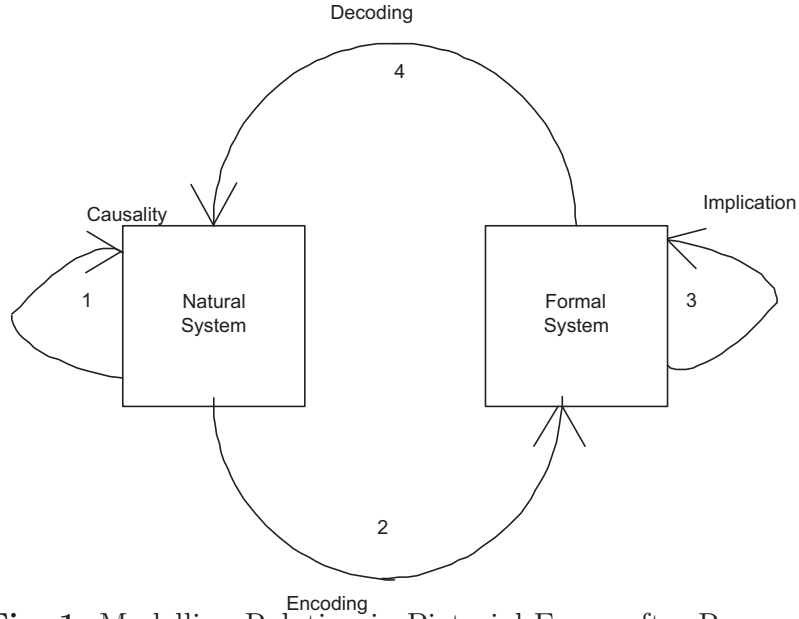 Decoding
4
Causality
Implication
1
Natural
System
Formal
System
3
2
Encoding